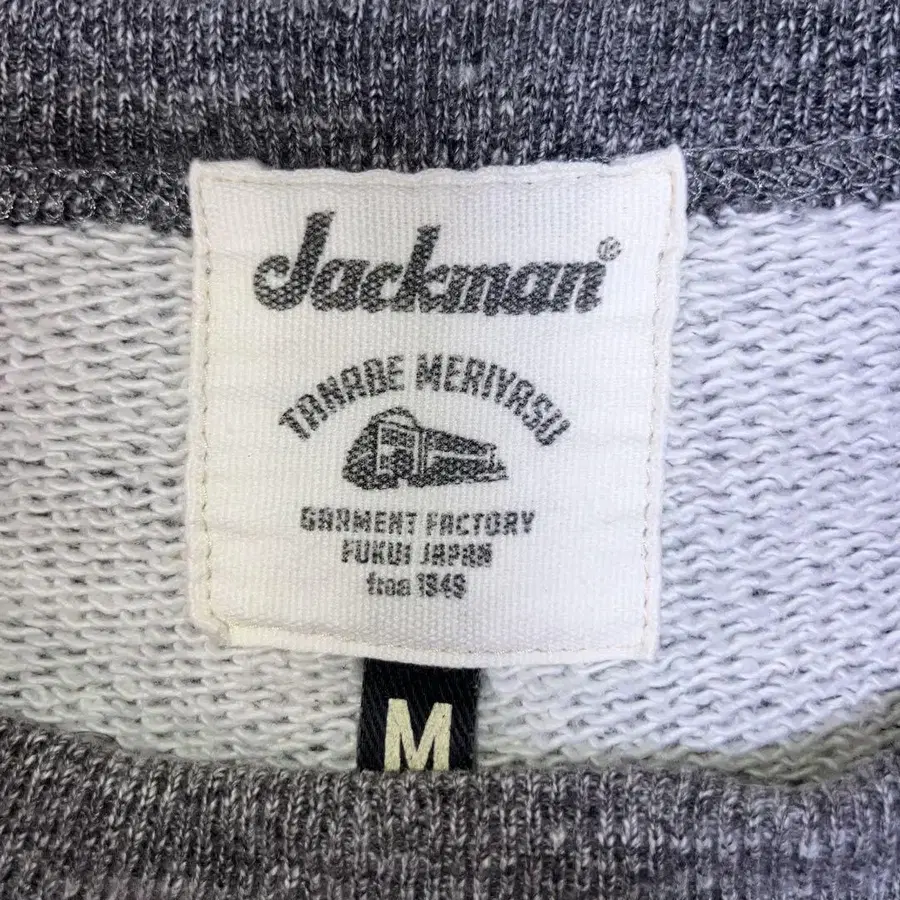 Jackman®
TANABE MERIYASU
GARMENT FACTORY
FUKUI JAPAN
from 1949
M